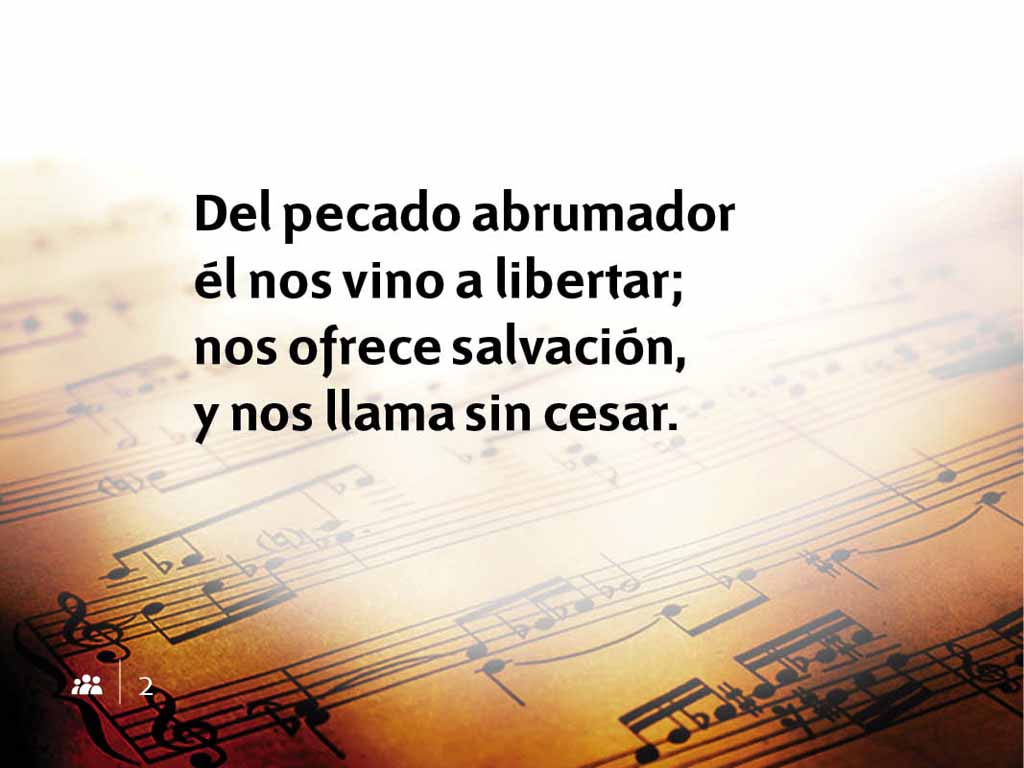 Del pecado abrumador
él nos vino a libertar;
nos ofrece salvación,
y nos llama sin cesar.
2